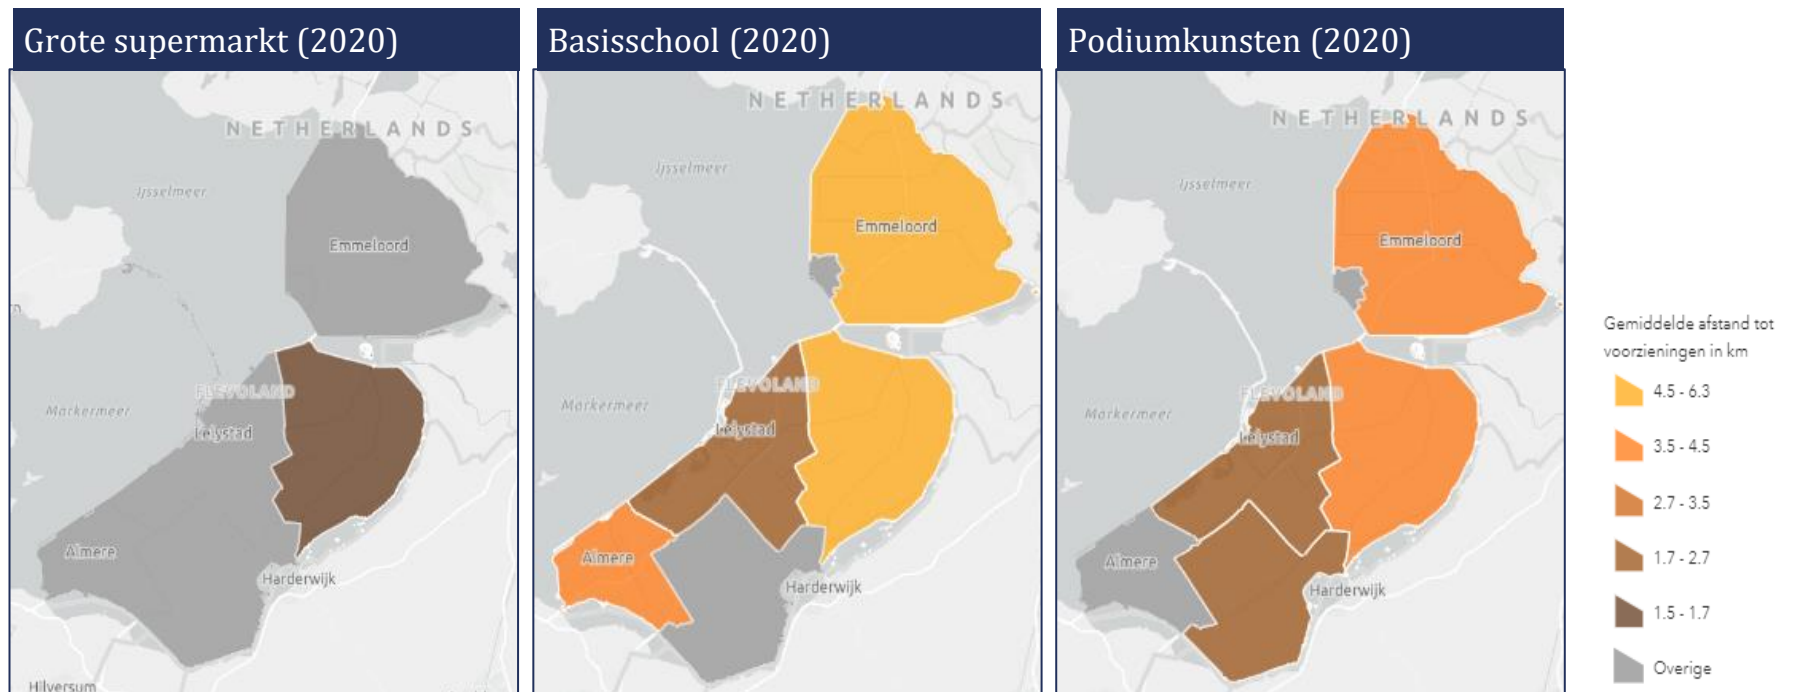 Grote supermarkt (2020)
NETHERLANDS
Ijsselmeer
Emmeloord
FLEVOLAND
Markermeer
Lelystad
Almere
Harderwijk
Hilversum
Basisschool (2020)
NETHERLANDS
Ijsselmeer
Emmeloord
FLEVOLAND
Markermeer
Lelystad
Almere
Harderwijk
Podiumkunsten (2020)
NETHERLANDS
Ijsselmeer
Emmeloord
FLEVOLAND
Markermeer
Lelystad
Almere
Harderwijk
Gemiddelde afstand tot
voorzieningen in km
4.5 - 6.3
3.5 - 4.5
2.7 - 3.5
1.7 - 2.7
1.5 - 1.7
Overige